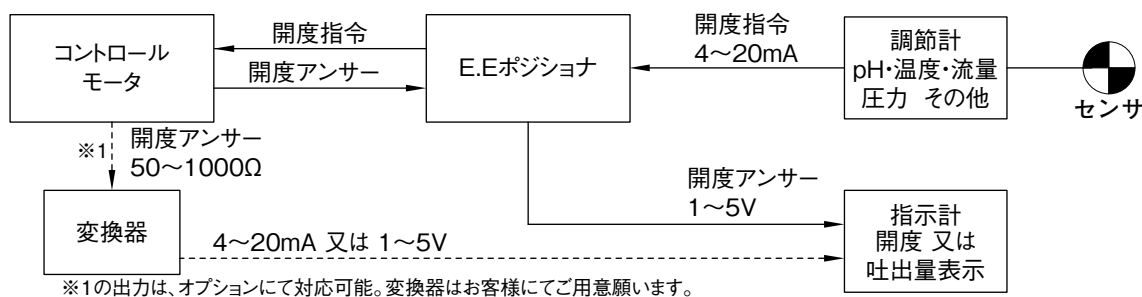 コントロール
モータ
開度指令
開度アンサー
E.Eポジショナ
開度指令
4～20mA
調節計
pH・温度・流量
圧力 その他
センサ
※1
開度アンサー
50～1000Ω
変換器
4～20mA 又は 1～5V
開度アンサー
1～5V
指示計
開度 又は
吐出量表示
※1の出力は、オプションにて対応可能。変換器はお客様にてご用意願います。